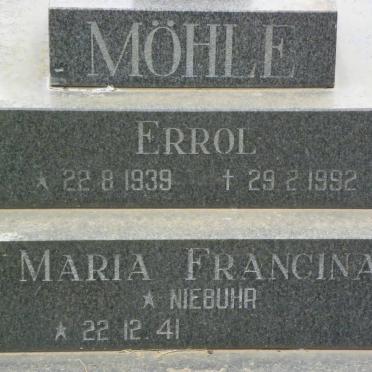 MÖHLE
ERROL
* 22·8·1939 † 29·2·1992
MARIA FRANCINA
* NIEBUHR
* 22·12·41